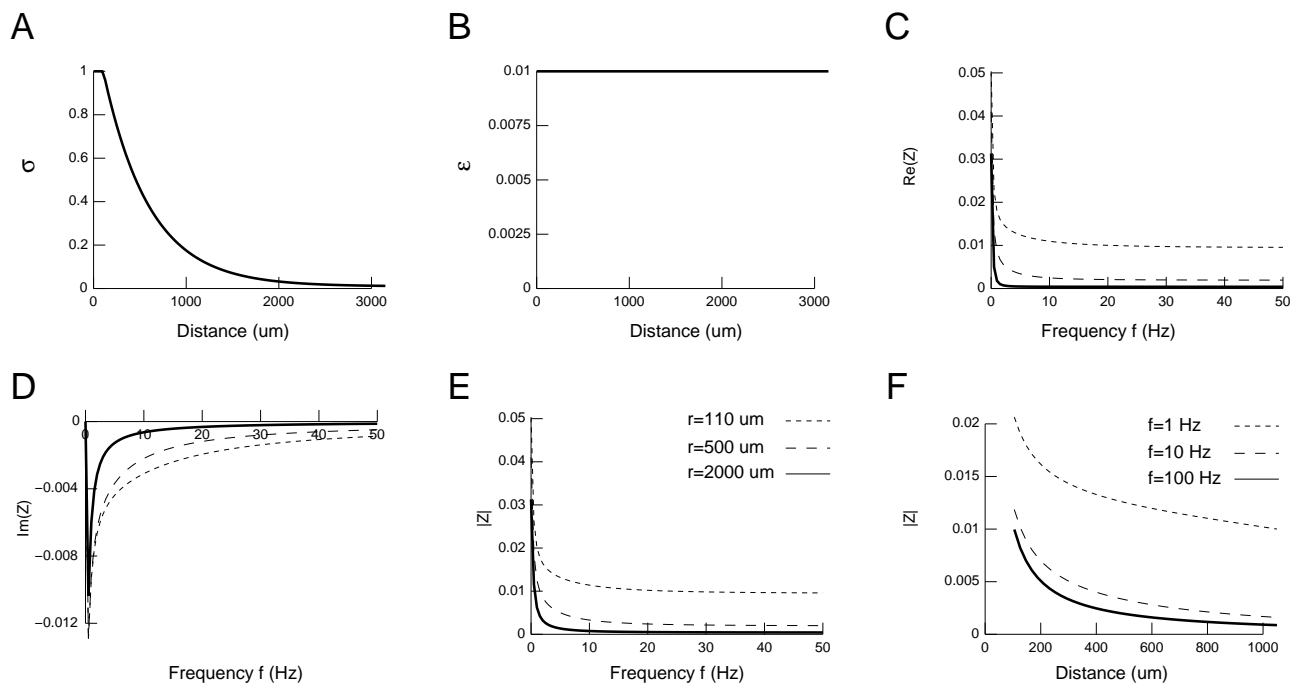 A
1
0.8
0.6
0.4
0.2
0
σ
0 1000 2000 3000
Distance (um)
B
0.01
0.0075
0.005
0.0025
0
ε
0 1000 2000 3000
Distance (um)
C
0.05
0.04
0.03
0.02
0.01
0
Re(Z)
0 10 20 30 40 50
Frequency f (Hz)
D
0
−0.004
−0.008
−0.012
Im(Z)
0 10 20 30 40 50
Frequency f (Hz)
E
0.05
0.04
0.03
0.02
0.01
0
|Z|
r=110 um
r=500 um
r=2000 um
0 10 20 30 40 50
Frequency f (Hz)
F
0.02
0.015
0.01
0.005
0
|Z|
f=1 Hz
f=10 Hz
f=100 Hz
0 200 400 600 800 1000
Distance (um)